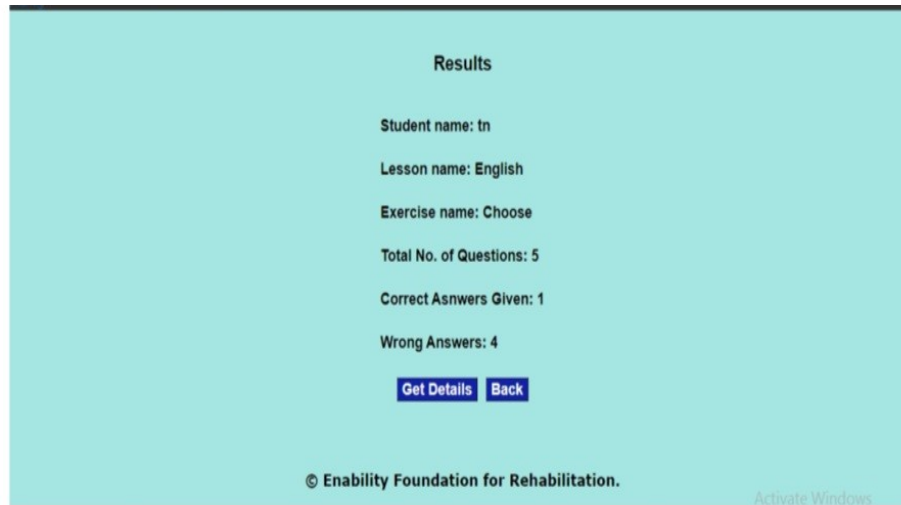 Results
Student name: tn
Lesson name: English
Exercise name: Choose
Total No. of Questions: 5
Correct Asnwers Given: 1
Wrong Answers: 4
Get Details Back
© Enability Foundation for Rehabilitation.
Activate Windows